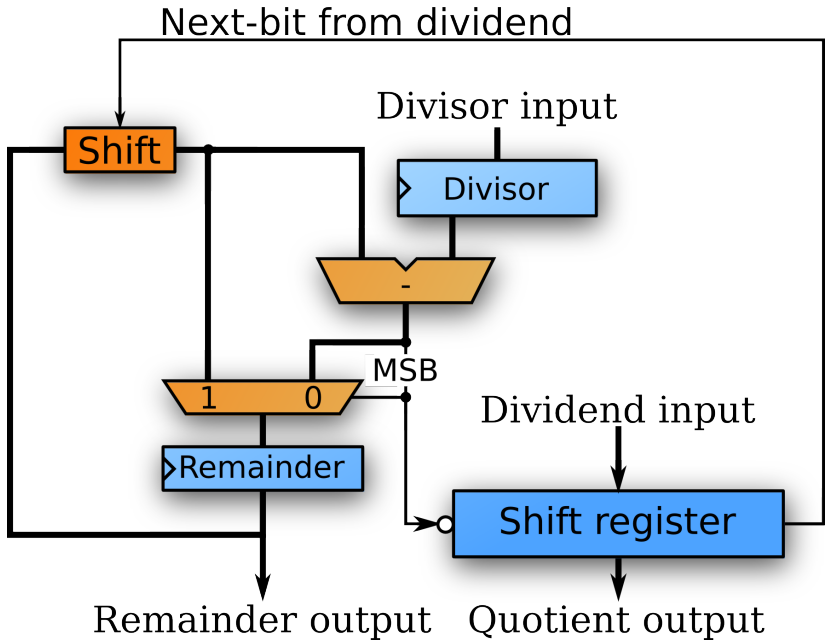 Next-bit from dividend
Divisor input
Shift
Divisor
-
MSB
1 0
Dividend input
Remainder
Shift register
Remainder output
Quotient output